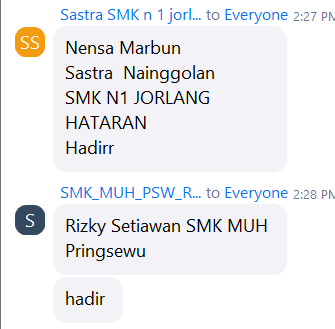 Sastra SMK n 1 jorl... to Everyone 2:27 PM
SS
Nensa Marbun
Sastra  Nainggolan
SMK N1 JORLANG
HATARAN
Hadirr
SMK_MUH_PSW_R... to Everyone 2:28 PM
S
Rizky Setiawan SMK MUH
Pringsewu
hadir